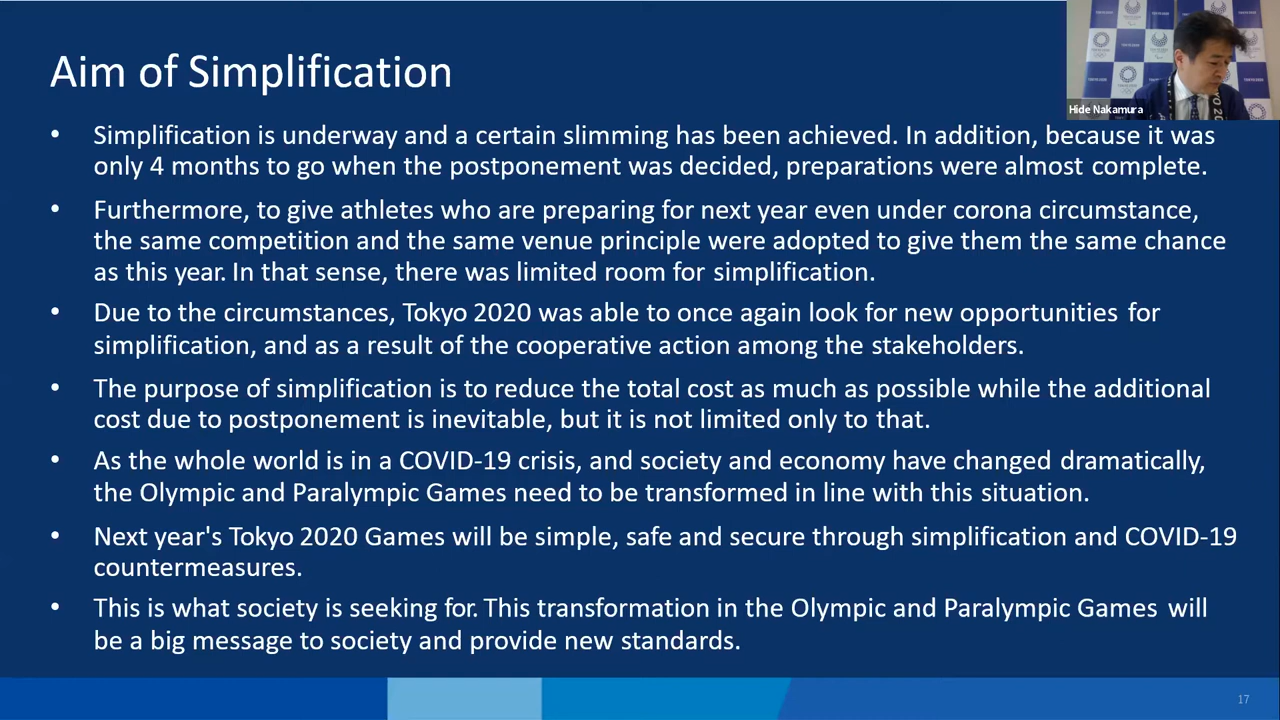 Aim of Simplification
Hide Nakamura
• Simplification is underway and a certain slimming has been achieved. In addition, because it was
only 4 months to go when the postponement was decided, preparations were almost complete.
• Furthermore, to give athletes who are preparing for next year even under corona circumstance,
the same competition and the same venue principle were adopted to give them the same chance
as this year. In that sense, there was limited room for simplification.
• Due to the circumstances, Tokyo 2020 was able to once again look for new opportunities for
simplification, and as a result of the cooperative action among the stakeholders.
• The purpose of simplification is to reduce the total cost as much as possible while the additional
cost due to postponement is inevitable, but it is not limited only to that.
• As the whole world is in a COVID-19 crisis, and society and economy have changed dramatically,
the Olympic and Paralympic Games need to be transformed in line with this situation.
• Next year's Tokyo 2020 Games will be simple, safe and secure through simplification and COVID-19
countermeasures.
• This is what society is seeking for. This transformation in the Olympic and Paralympic Games will
be a big message to society and provide new standards.
17